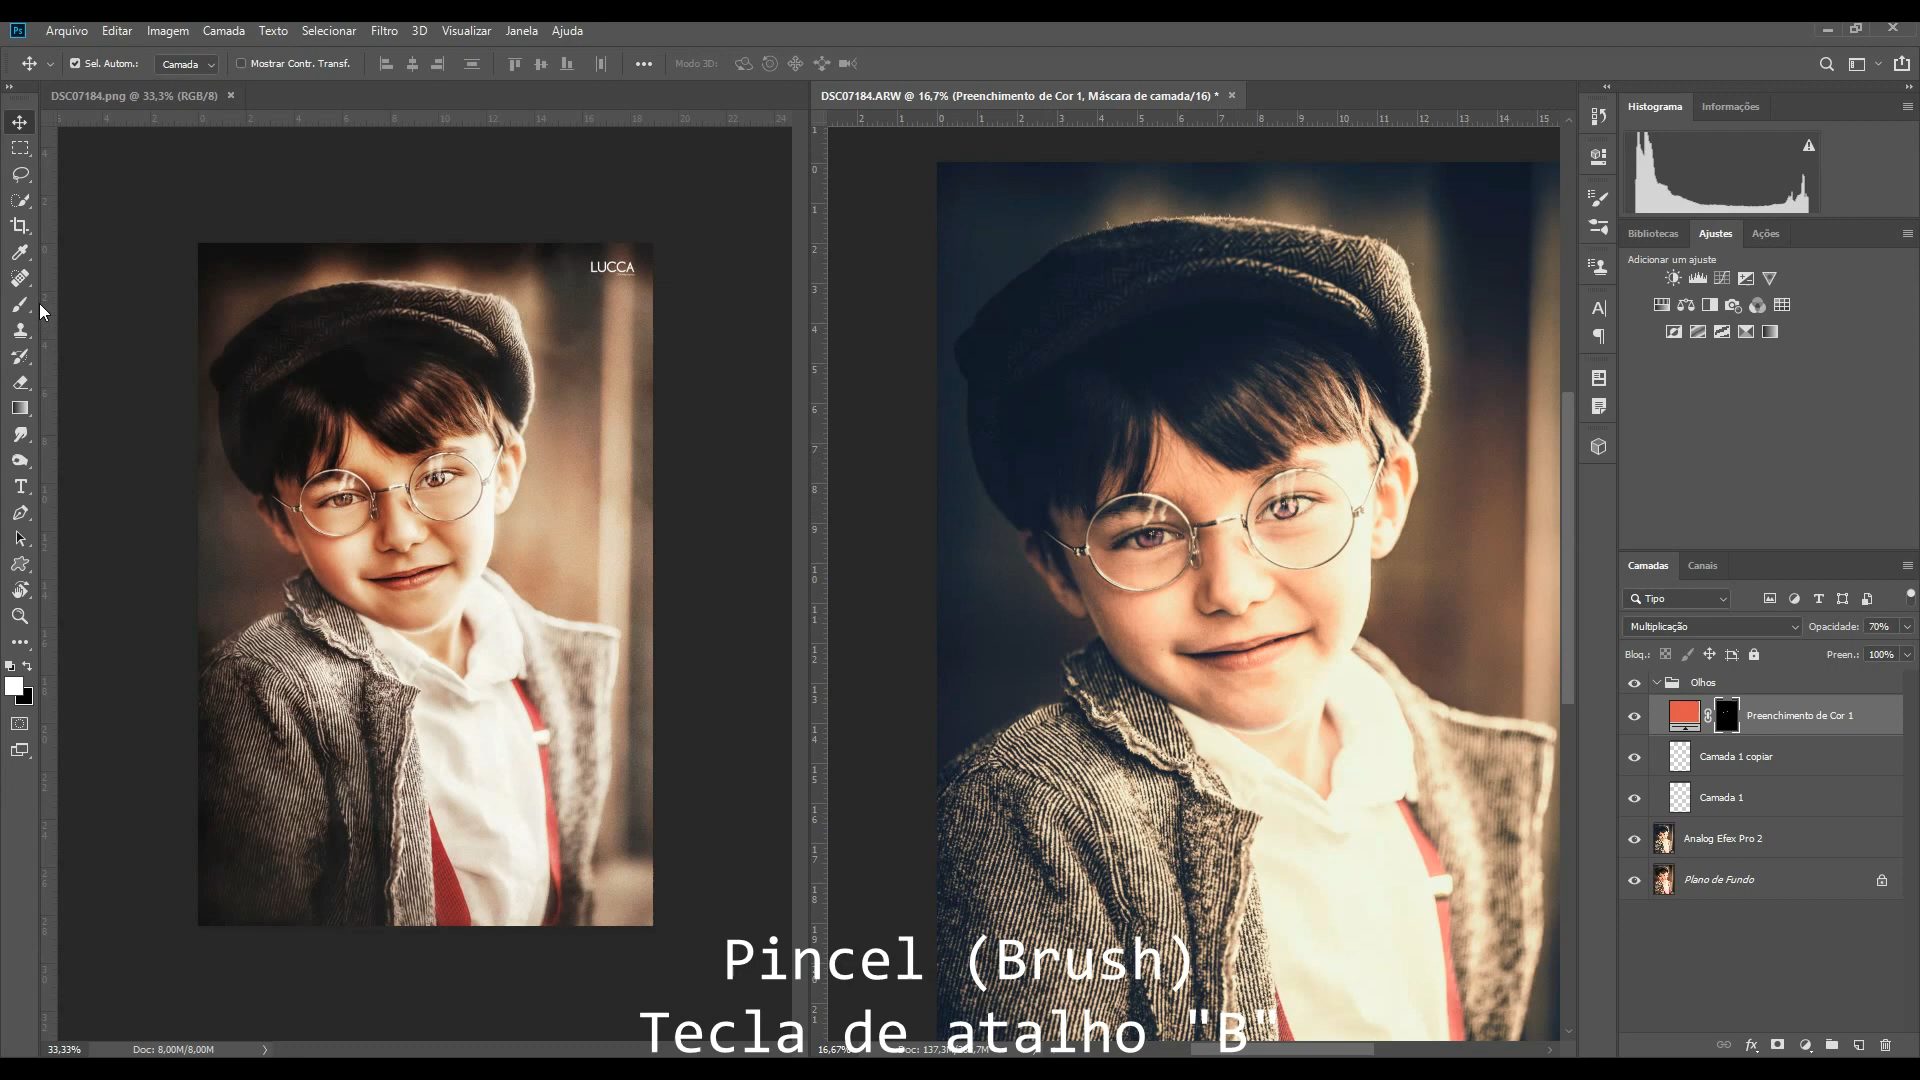 Ps Arquivo Editar Imagem Camada Texto Selecionar Filtro 3D Visualizar Janela Ajuda
Sel. Autom.: Camada Mostrar Contr. Transf. Modo 3D:
DSC07184.png @ 33,3% (RGB/8) ×
DSC07184.ARW @ 16,7% (Preenchimento de Cor 1, Máscara de camada/16) * ×
Histograma Informações
Bibliotecas Ajustes Ações
Adicionar um ajuste
LUCCA
Camadas Canais
Tipo
Multiplicação Opacidade: 70%
Bloq.: Preen.: 100%
Olhos
Preenchimento de Cor 1
Camada 1 copiar
Camada 1
Analog Efex Pro 2
Plano de Fundo
Pincel (Brush)
Tecla de atalho "B"
33,33% Doc: 8,00M/8,00M
16,67%